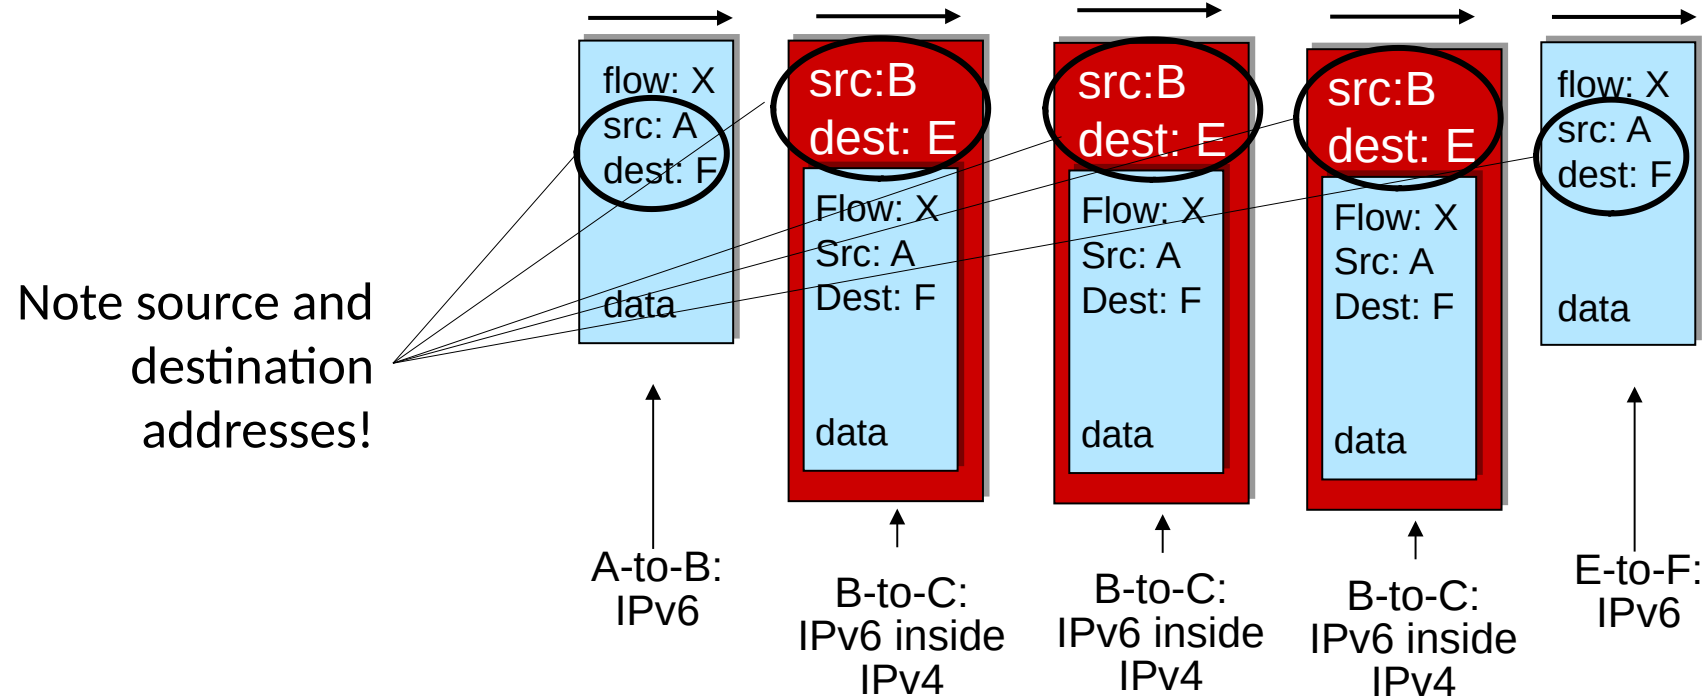 Note source and
destination
addresses!
flow: X
src: A
dest: F
data
A-to-B:
IPv6
src:B
dest: E
Flow: X
Src: A
Dest: F
data
B-to-C:
IPv6 inside
IPv4
src:B
dest: E
Flow: X
Src: A
Dest: F
data
B-to-C:
IPv6 inside
IPv4
src:B
dest: E
Flow: X
Src: A
Dest: F
data
B-to-C:
IPv6 inside
IPv4
flow: X
src: A
dest: F
data
E-to-F:
IPv6